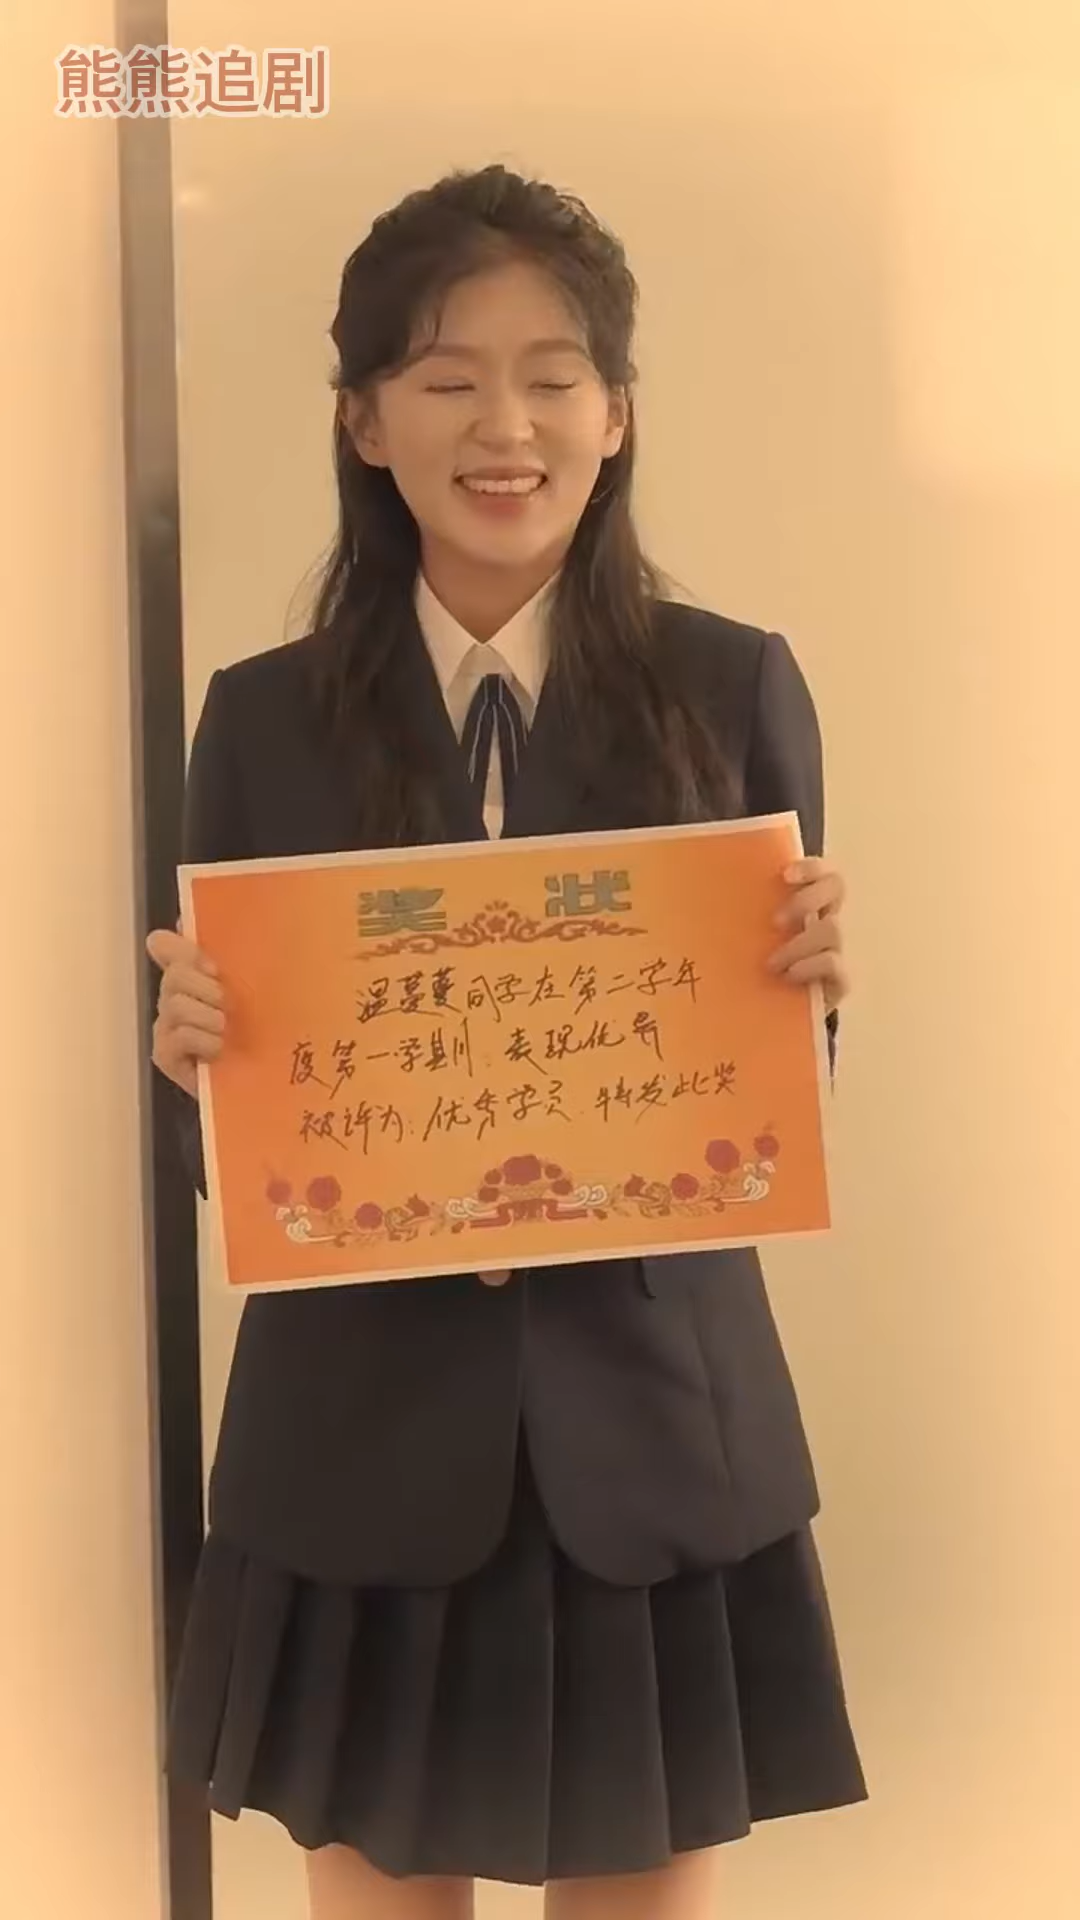 熊熊追剧
奖 状
温蔓蔓同学在第二学年
度第一学期,表现优异
被评为:优秀学员.特发此奖